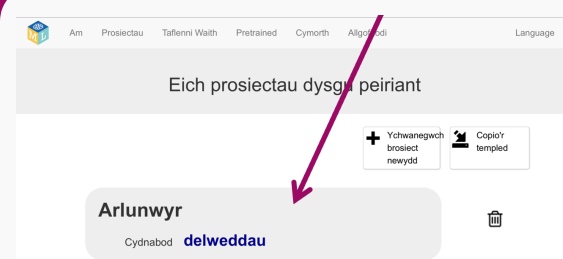 Am Prosiectau Taflenni Waith Pretrained Cymorth Language
Eich prosiectau dysgu peiriant
Ychwanegwch
brosiect
newydd
Copio'r
templed
Arlunwyr
Cydnabod delweddau